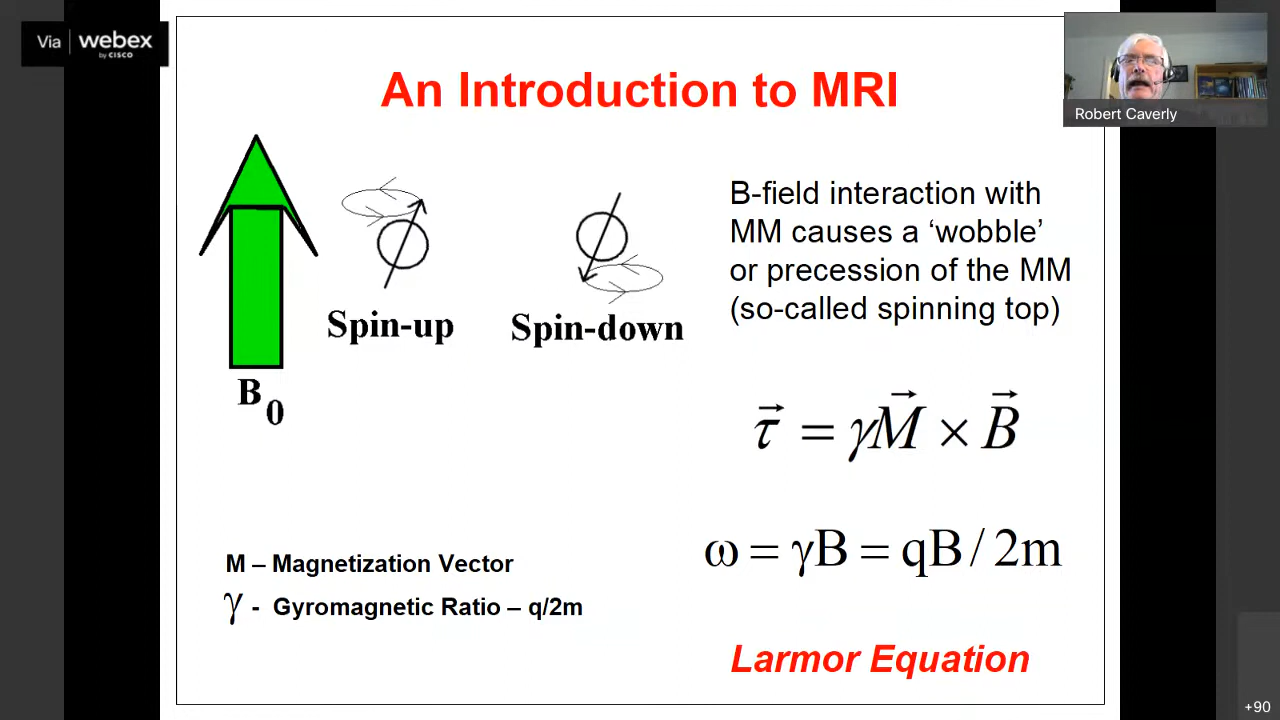 Via webex
by CISCO
An Introduction to MRI
Robert Caverly
B-field interaction with
MM causes a ‘wobble’
or precession of the MM
(so-called spinning top)
Spin-up
Spin-down
B0
τ⃗ = γM⃗ × B⃗
ω = γB = qB / 2m
M – Magnetization Vector
γ - Gyromagnetic Ratio – q/2m
Larmor Equation
+90